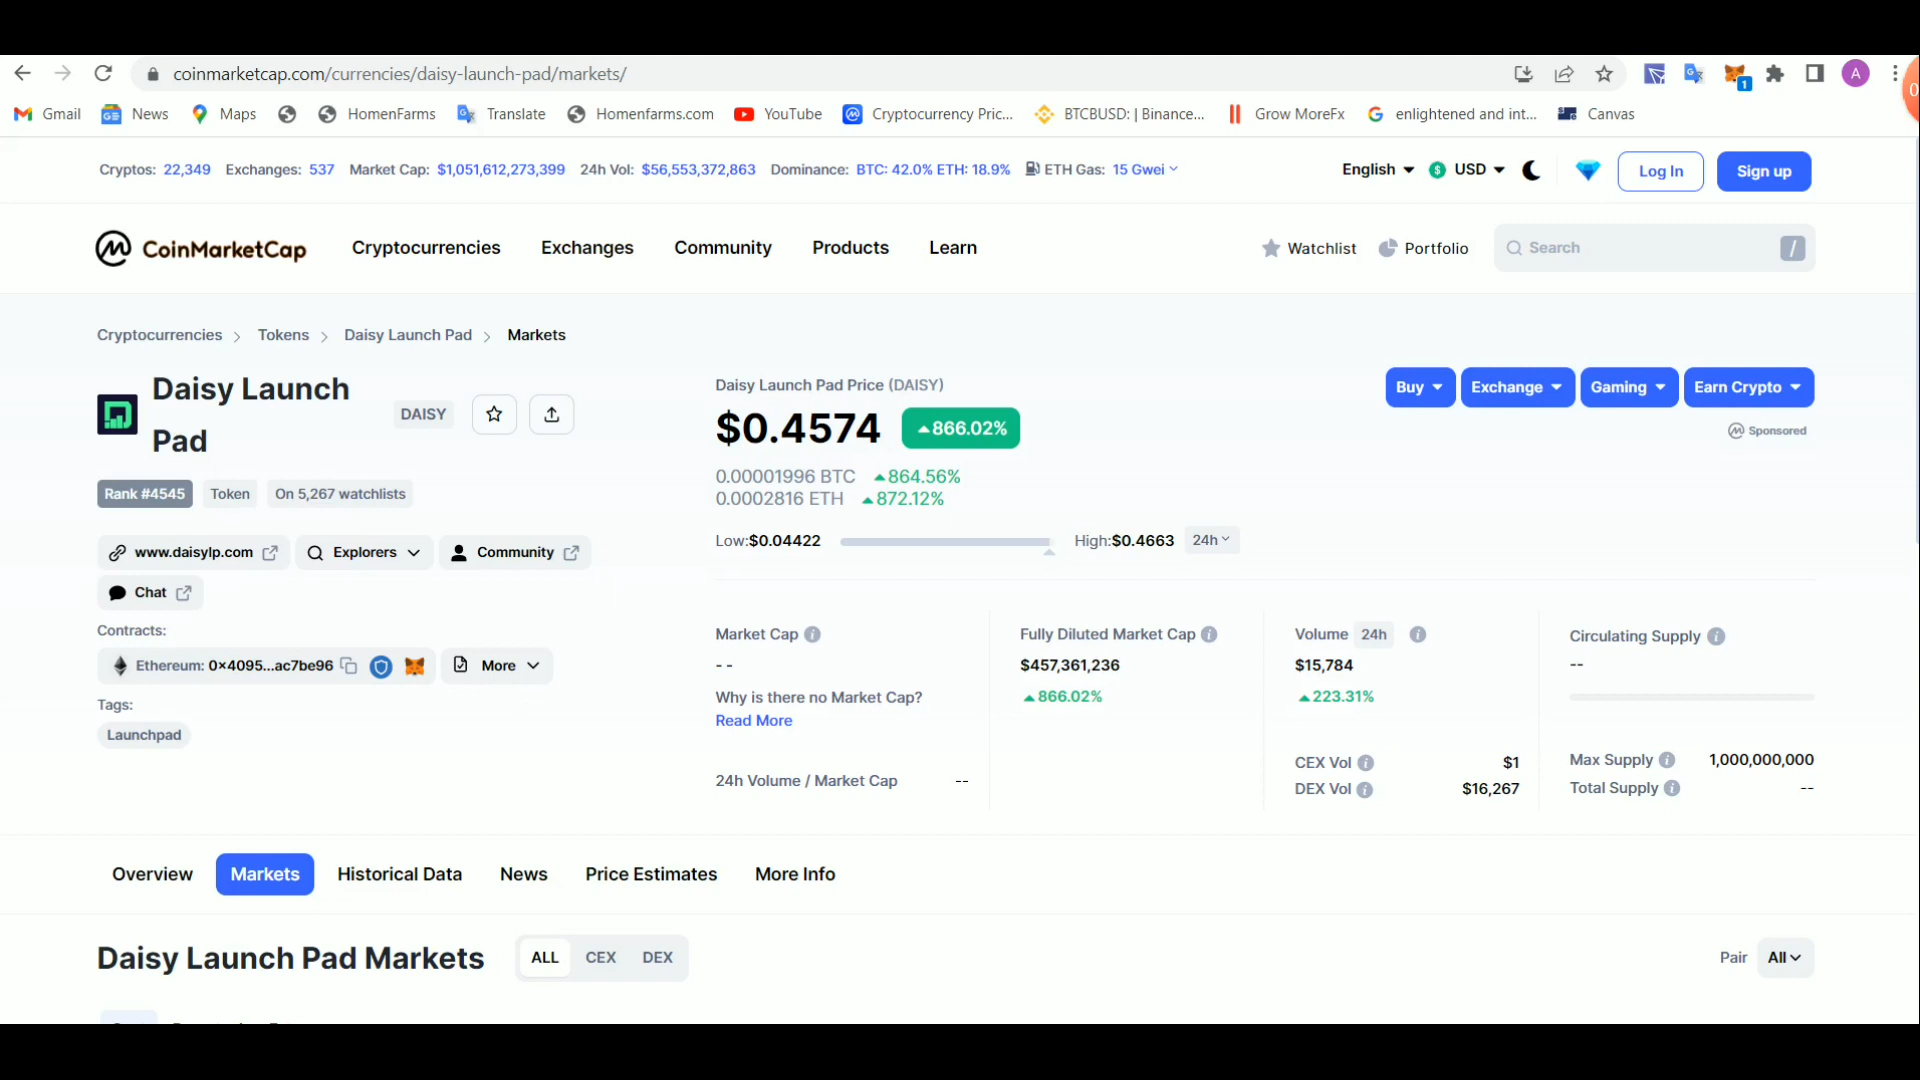 coinmarketcap.com/currencies/daisy-launch-pad/markets/
1
A
0
Gmail News Maps HomenFarms Translate Homenfarms.com YouTube Cryptocurrency Pric... BTCBUSD: | Binance... Grow MoreFx enlightened and int... Canvas
Cryptos: 22,349 Exchanges: 537 Market Cap: $1,051,612,273,399 24h Vol: $56,553,372,863 Dominance: BTC: 42.0% ETH: 18.9% ETH Gas: 15 Gwei English USD Log In Sign up
CoinMarketCap Cryptocurrencies Exchanges Community Products Learn Watchlist Portfolio Search /
Cryptocurrencies > Tokens > Daisy Launch Pad > Markets
Daisy Launch
Pad
DAISY
Rank #4545 Token On 5,267 watchlists
www.daisylp.com Explorers Community
Chat
Contracts:
Ethereum: 0×4095...ac7be96 More
Tags:
Launchpad
Daisy Launch Pad Price (DAISY)
$0.4574 866.02%
0.00001996 BTC 864.56%
0.0002816 ETH 872.12%
Low:$0.04422 High:$0.4663 24h
Buy Exchange Gaming Earn Crypto
Sponsored
Market Cap
- -
Why is there no Market Cap?
Read More
24h Volume / Market Cap --
Fully Diluted Market Cap
$457,361,236
866.02%
Volume 24h
$15,784
223.31%
CEX Vol $1
DEX Vol $16,267
Circulating Supply
--
Max Supply 1,000,000,000
Total Supply --
Overview Markets Historical Data News Price Estimates More Info
Daisy Launch Pad Markets ALL CEX DEX Pair All